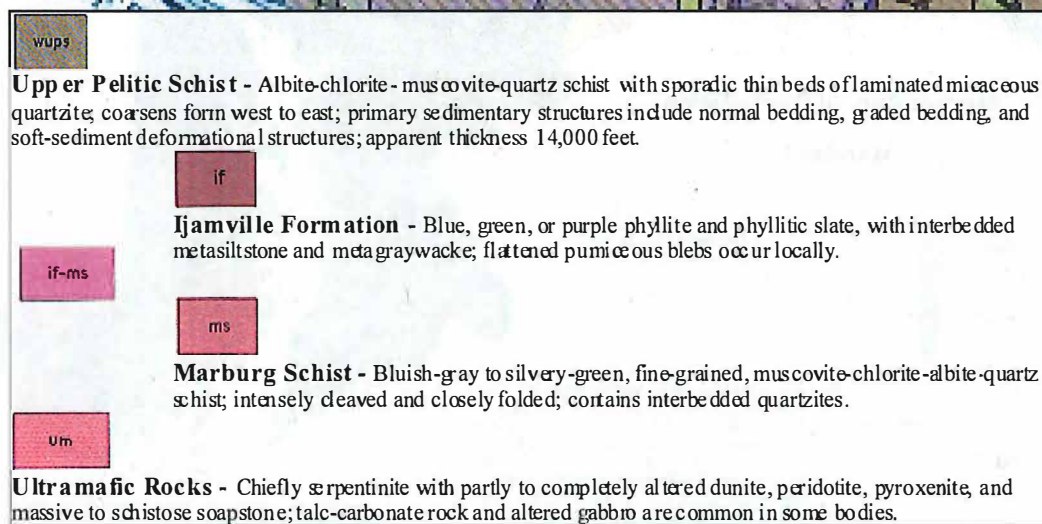 wups
Upper Pelitic Schist - Albite-chlorite-muscovite-quartz schist with sporadic thin beds of laminated micaceous
quartzite; coarsens form west to east; primary sedimentary structures include normal bedding, graded bedding, and
soft-sediment deformational structures; apparent thickness 14,000 feet.
if
Ijamville Formation - Blue, green, or purple phyllite and phyllitic slate, with interbedded
metasiltstone and metagraywacke; flattened pumiceous blebs occur locally.
if-ms
ms
Marburg Schist - Bluish-gray to silvery-green, fine-grained, muscovite-chlorite-albite-quartz
schist; intensely cleaved and closely folded; contains interbedded quartzites.
um
Ultramafic Rocks - Chiefly serpentinite with partly to completely altered dunite, peridotite, pyroxenite, and
massive to schistose soapstone; talc-carbonate rock and altered gabbro are common in some bodies.